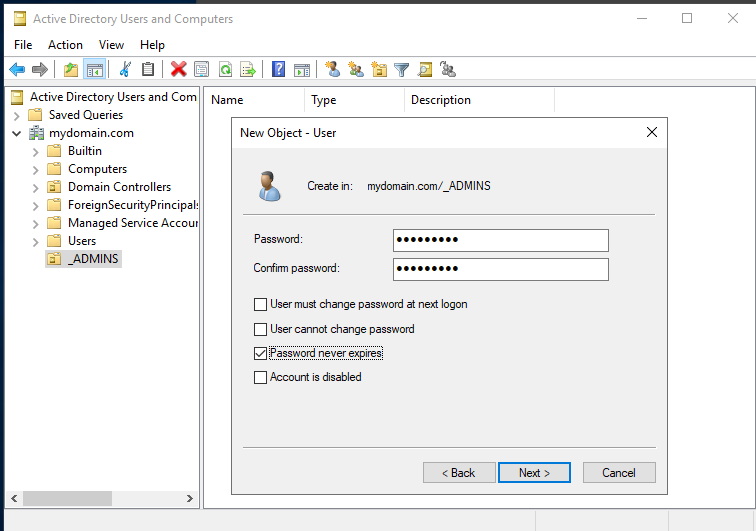 Active Directory Users and Computers
File Action View Help
Active Directory Users and Com
Saved Queries
mydomain.com
Builtin
Computers
Domain Controllers
ForeignSecurityPrincipals
Managed Service Accour
Users
_ADMINS
Name Type Description
New Object - User
Create in: mydomain.com/_ADMINS
Password:
Confirm password:
User must change password at next logon
User cannot change password
Password never expires
Account is disabled
< Back Next > Cancel